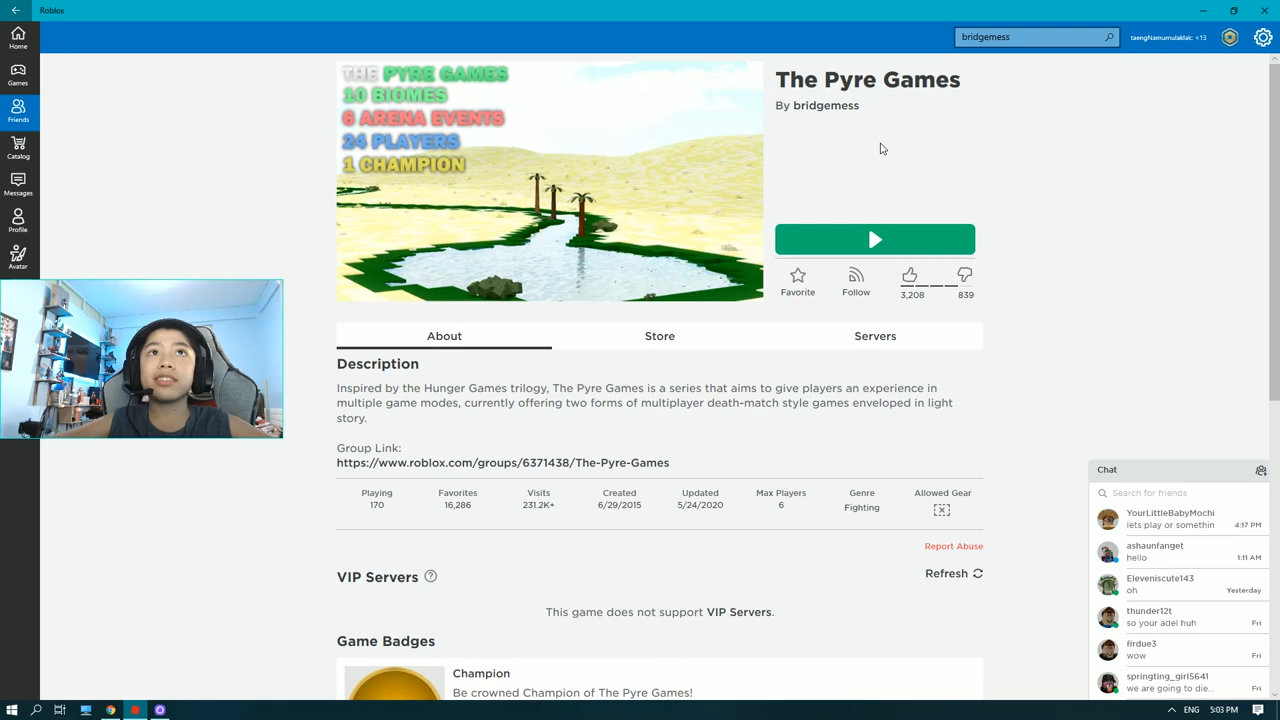 Roblox
Home
Games
Friends
Catalog
Messages
Profile
Avatar
bridgemess
taengNamumulaklak: <13
THE PYRE GAMES
10 BIOMES
6 ARENA EVENTS
24 PLAYERS
1 CHAMPION
The Pyre Games
By bridgemess
Favorite
Follow
3,208
839
About
Store
Servers
Description
Inspired by the Hunger Games trilogy, The Pyre Games is a series that aims to give players an experience in
multiple game modes, currently offering two forms of multiplayer death-match style games enveloped in light
story.
Group Link:
https://www.roblox.com/groups/6371438/The-Pyre-Games
Playing Favorites Visits Created Updated Max Players Genre Allowed Gear
170 16,286 231.2K+ 6/29/2015 5/24/2020 6 Fighting
Report Abuse
VIP Servers ?
Refresh
This game does not support VIP Servers.
Game Badges
Champion
Be crowned Champion of The Pyre Games!
Chat
Search for friends
YourLittleBabyMochi
lets play or somethin 4:17 PM
ashaunfanget
hello 1:11 AM
Eleveniscute143
oh Yesterday
thunder12t
so your adel huh Fri
firdue3
wow Fri
springting_girl5641
we are going to die... Fri
ENG 5:03 PM